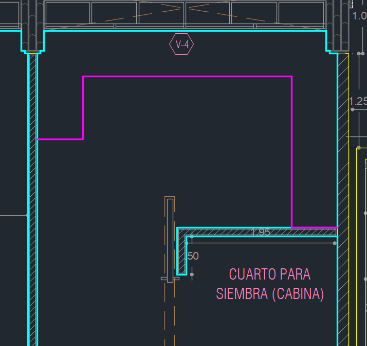 1.0
V-4
1.25
1.95
.50
CUARTO PARA
SIEMBRA (CABINA)